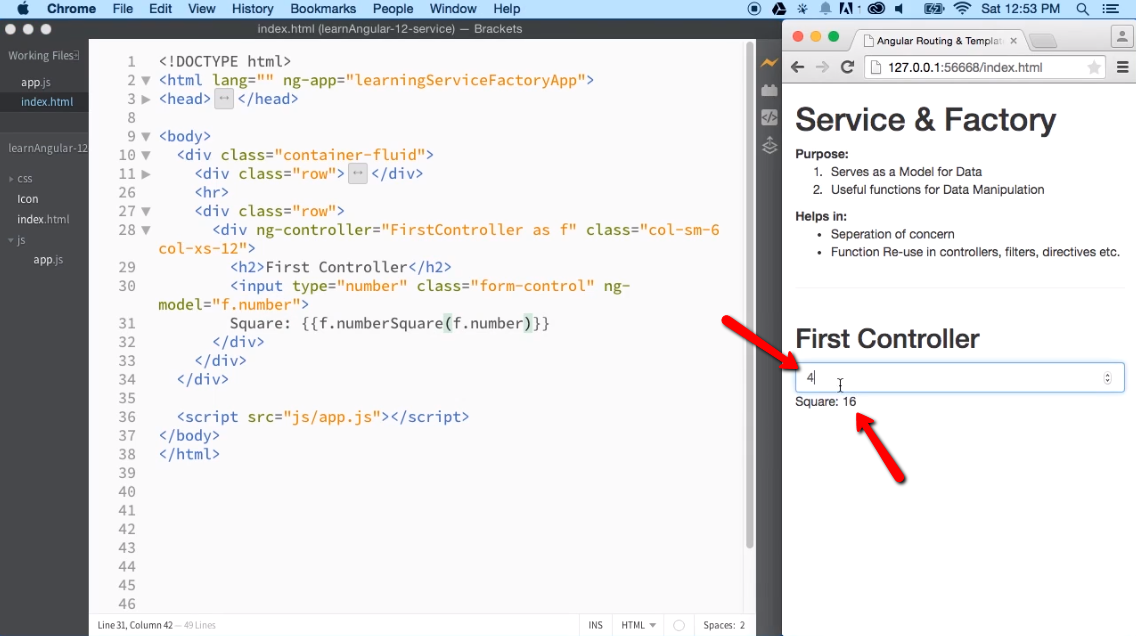 Chrome File Edit View History Bookmarks People Window Help Sat 12:53 PM
index.html (learnAngular-12-service) — Brackets
Working Files:
app.js
index.html
learnAngular-12
css
Icon
index.html
js
app.js
1 <!DOCTYPE html>
2 <html lang="" ng-app="learningServiceFactoryApp">
3 <head> </head>
8
9 <body>
10 <div class="container-fluid">
11 <div class="row"> </div>
26 <hr>
27 <div class="row">
28 <div ng-controller="FirstController as f" class="col-sm-6
col-xs-12">
29 <h2>First Controller</h2>
30 <input type="number" class="form-control" ng-
model="f.number">
31 Square: {{f.numberSquare(f.number)}}
32 </div>
33 </div>
34 </div>
35
36 <script src="js/app.js"></script>
37 </body>
38 </html>
39
40
41
42
43
44
45
46
Line 31, Column 42 — 49 Lines
INS HTML Spaces: 2
Angular Routing & Templat
127.0.0.1:56668/index.html
Service & Factory
Purpose:
1. Serves as a Model for Data
2. Useful functions for Data Manipulation
Helps in:
• Seperation of concern
• Function Re-use in controllers, filters, directives etc.
First Controller
4
Square: 16